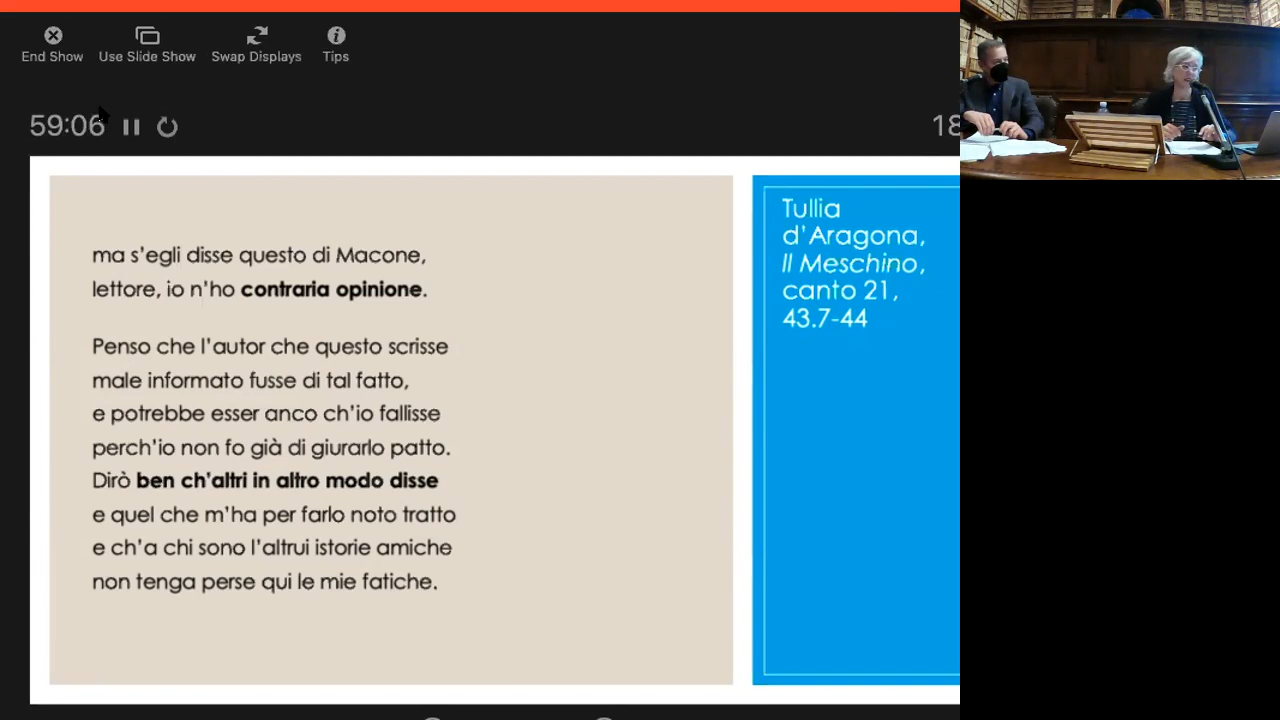 End Show
Use Slide Show
Swap Displays
Tips
59:06
18
ma s'egli disse questo di Macone,
lettore, io n'ho contraria opinione.
Penso che l'autor che questo scrisse
male informato fusse di tal fatto,
e potrebbe esser anco ch'io fallisse
perch'io non fo già di giurarlo patto.
Dirò ben ch'altri in altro modo disse
e quel che m'ha per farlo noto tratto
e ch'a chi sono l'altrui istorie amiche
non tenga perse qui le mie fatiche.
Tullia
d'Aragona,
Il Meschino,
canto 21,
43.7-44